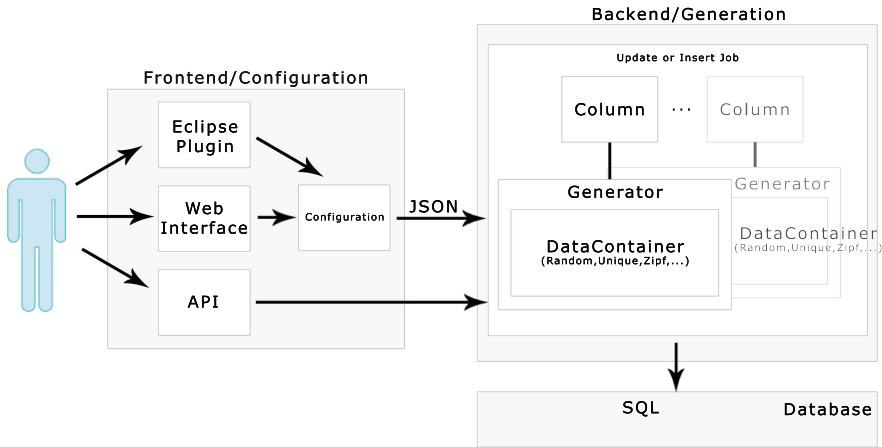 Backend/Generation
Update or Insert Job
Frontend/Configuration
Column
...
Column
Eclipse
Plugin
Generator
Generator
Web
Interface
Configuration
JSON
DataContainer
(Random,Unique,Zipf,...)
DataContainer
(Random,Unique,Zipf,...)
API
SQL
Database